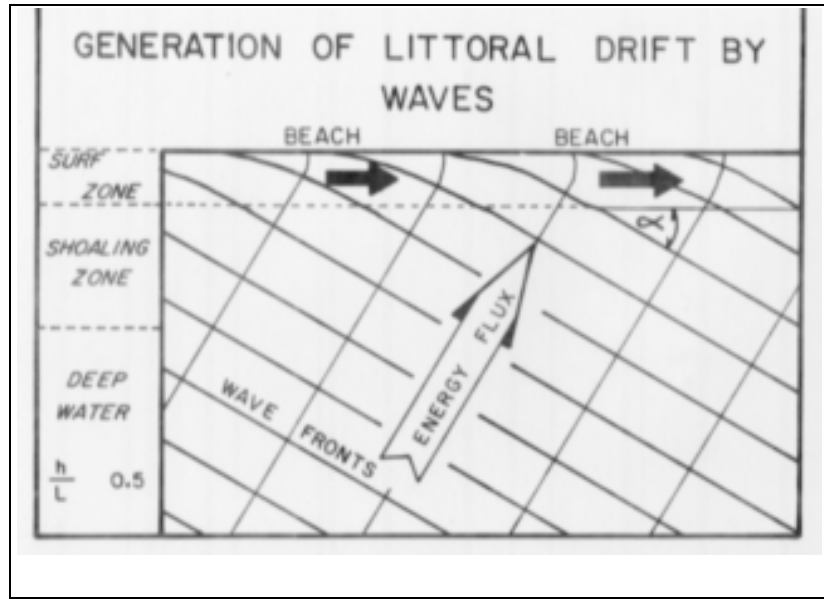 GENERATION OF LITTORAL DRIFT BY
WAVES
BEACH
BEACH
SURF
ZONE
α
SHOALING
ZONE
ENERGY FLUX
DEEP
WATER
WAVE FRONTS
h
L
0.5